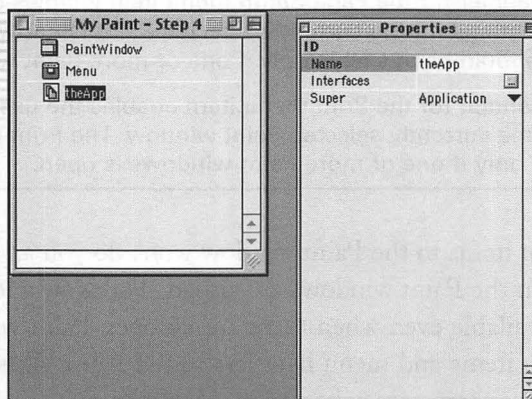 My Paint - Step 4
PaintWindow
Menu
theApp
Properties
ID
Name theApp
Interfaces ...
Super Application